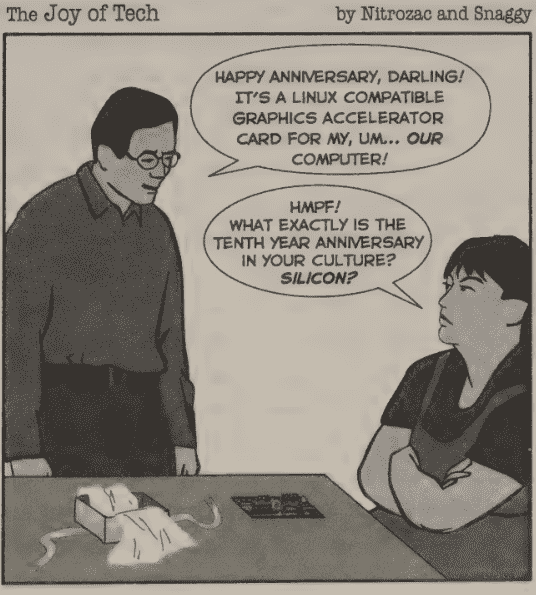 The Joy of Tech
by Nitrozac and Snaggy
HAPPY ANNIVERSARY, DARLING!
IT'S A LINUX COMPATIBLE
GRAPHICS ACCELERATOR
CARD FOR MY, UM... OUR
COMPUTER!
HMPF!
WHAT EXACTLY IS THE
TENTH YEAR ANNIVERSARY
IN YOUR CULTURE?
SILICON?